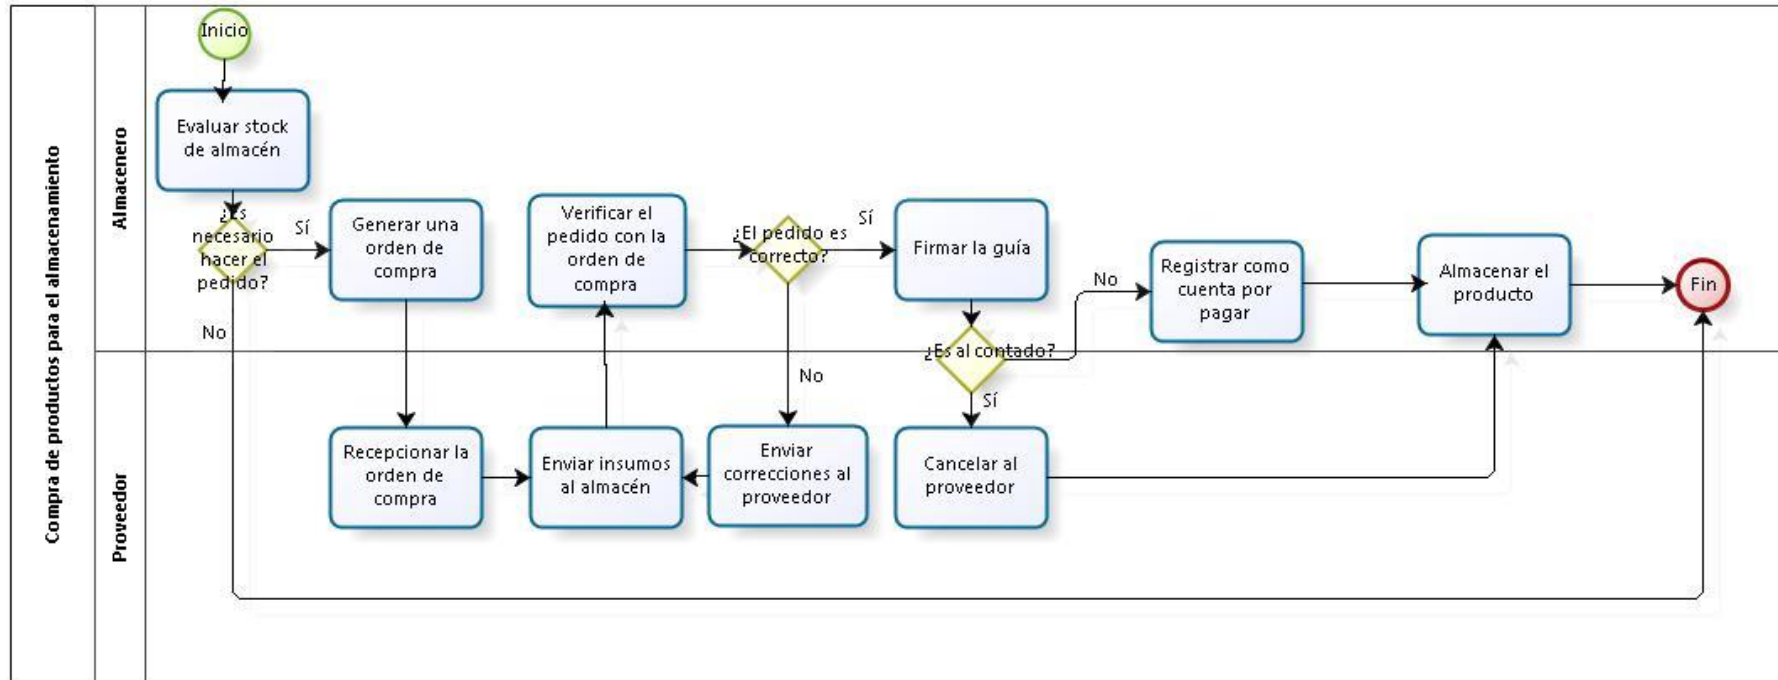 Compra de productos para el almacenamiento
Almacenero
Proveedor
Inicio
Evaluar stock
de almacén
¿Es
necesario
hacer el
pedido?
Sí
No
Generar una
orden de
compra
Recepcionar la
orden de
compra
Enviar insumos
al almacén
Verificar el
pedido con la
orden de
compra
¿El pedido es
correcto?
Sí
No
Enviar
correcciones al
proveedor
Firmar la guía
¿Es al contado?
No
Sí
Cancelar al
proveedor
Registrar como
cuenta por
pagar
Almacenar el
producto
Fin